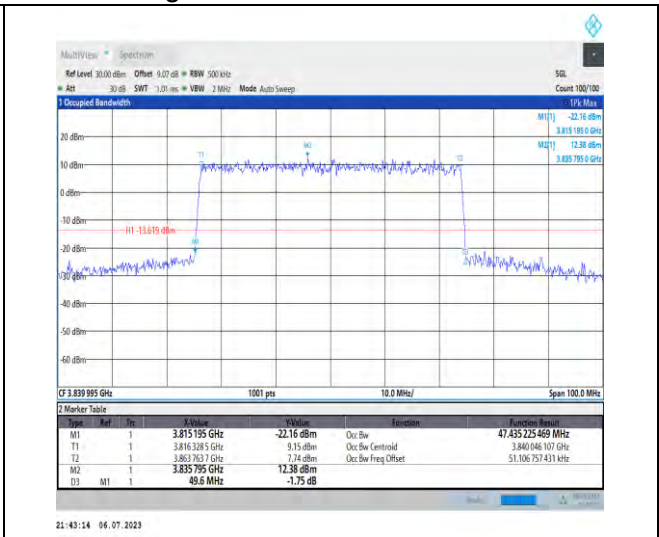 MultiView Spectrum
Ref Level 30.00 dBm Offset 9.07 dB RBW 500 kHz SGL
Att 30 dB SWT 1.01 ms VBW 2 MHz Mode Auto Sweep Count 100/100
1 Occupied Bandwidth 1Pk Max
M1[1] -22.16 dBm
3.815 195 0 GHz
M2[1] 12.38 dBm
3.835 795 0 GHz
20 dBm
10 dBm
0 dBm
-10 dBm
-20 dBm
-30 dBm
-40 dBm
-50 dBm
-60 dBm
T1
M2
T2
H1 -13.619 dBm
CF 3.839 995 GHz 1001 pts 10.0 MHz/ Span 100.0 MHz
2 Marker Table
Type Ref Trc X-Value Y-Value Function Function Result
M1 1 3.815195 GHz -22.16 dBm Occ Bw 47.435 225 469 MHz
T1 1 3.816 328 5 GHz 9.15 dBm Occ Bw Centroid 3.840 046 107 GHz
T2 1 3.863 763 7 GHz 7.74 dBm Occ Bw Freq Offset 51.106 757 431 kHz
M2 1 3.835 795 GHz 12.38 dBm
D3 M1 1 49.6 MHz -1.75 dB
21:43:14 06.07.2023